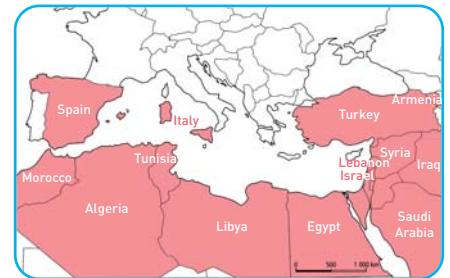 Armenia
Spain
Turkey
Italy
Syria
Tunisia
Lebanon
Iraq
Israel
Morocco
Algeria
Saudi
Arabia
Libya
Egypt
0 500 1 000 km